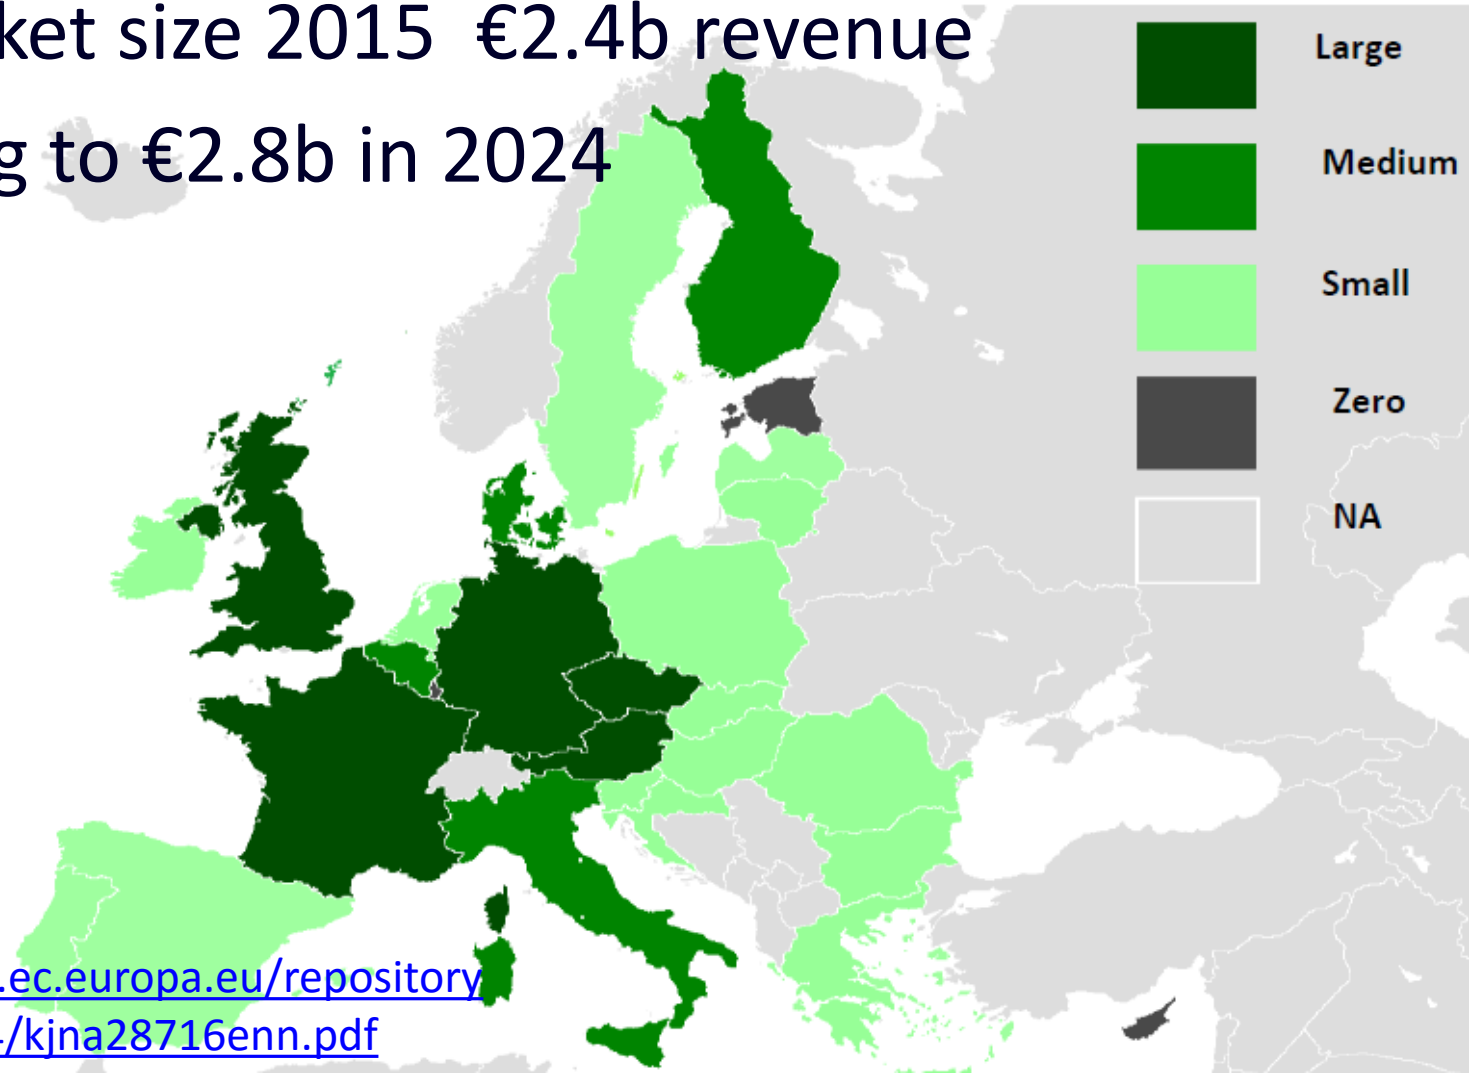 ket size 2015 €2.4b revenue
g to €2.8b in 2024
Large
Medium
Small
Zero
NA
.ec.europa.eu/repository
/kjna28716enn.pdf